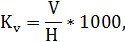 Kᵥ = V/H * 1000,